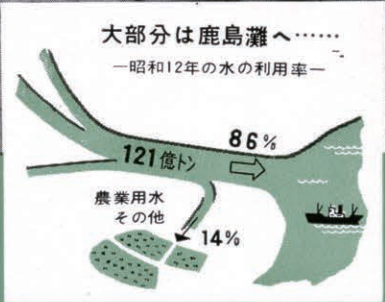 大部分は鹿島灘へ……
—昭和12年の水の利用率—
86%
121億トン
農業用水
その他
14%